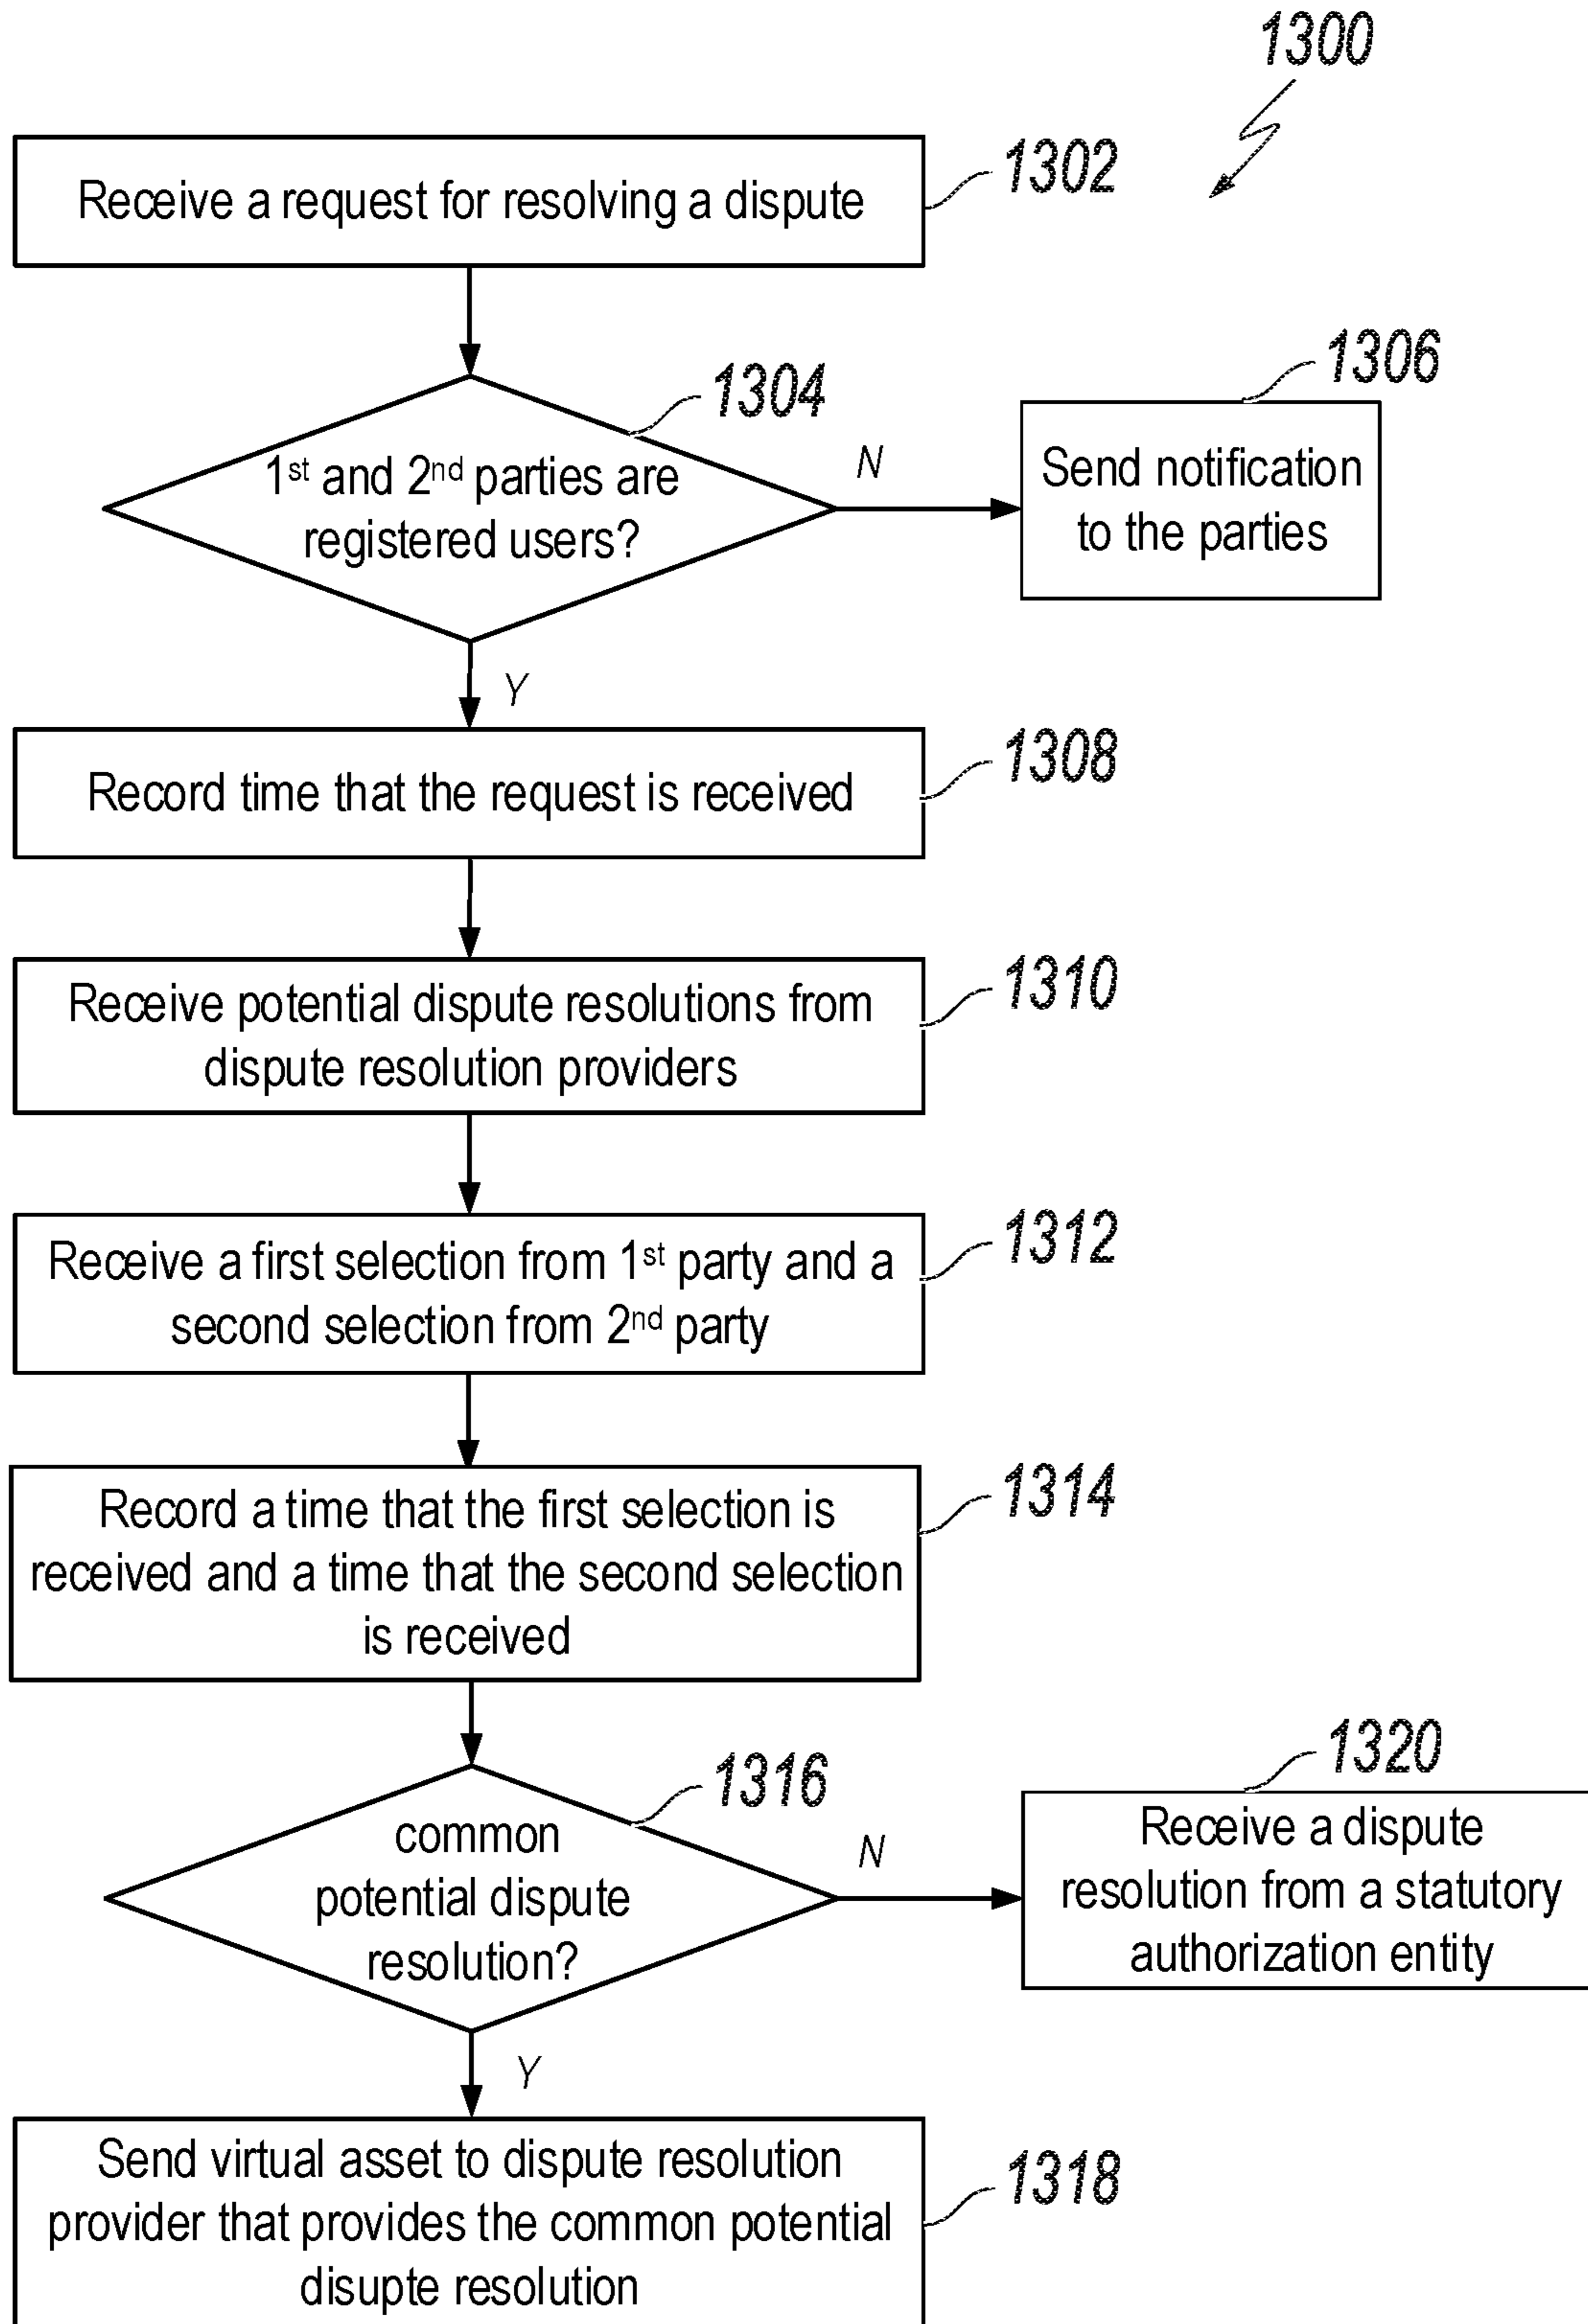 1300
Receive a request for resolving a dispute
1302
1304
1st and 2nd parties are
registered users?
N
1306
Send notification
to the parties
Y
Record time that the request is received
1308
Receive potential dispute resolutions from
dispute resolution providers
1310
Receive a first selection from 1st party and a
second selection from 2nd party
1312
Record a time that the first selection is
received and a time that the second selection
is received
1314
1316
common
potential dispute
resolution?
N
1320
Receive a dispute
resolution from a statutory
authorization entity
Y
Send virtual asset to dispute resolution
provider that provides the common potential
disupte resolution
1318